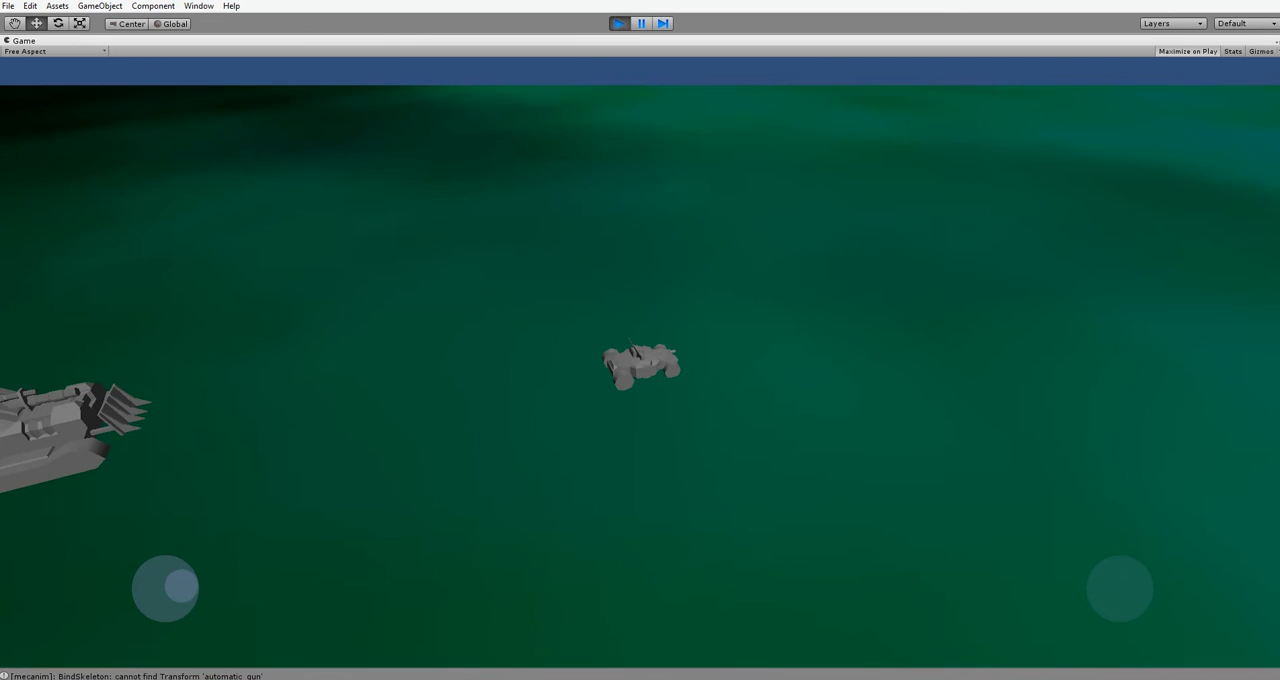 File Edit Assets GameObject Component Window Help
Center Global Layers Default
Game
Free Aspect Maximize on Play Stats Gizmos
[mecanim]: BindSkeleton: cannot find Transform 'automatic_gun'